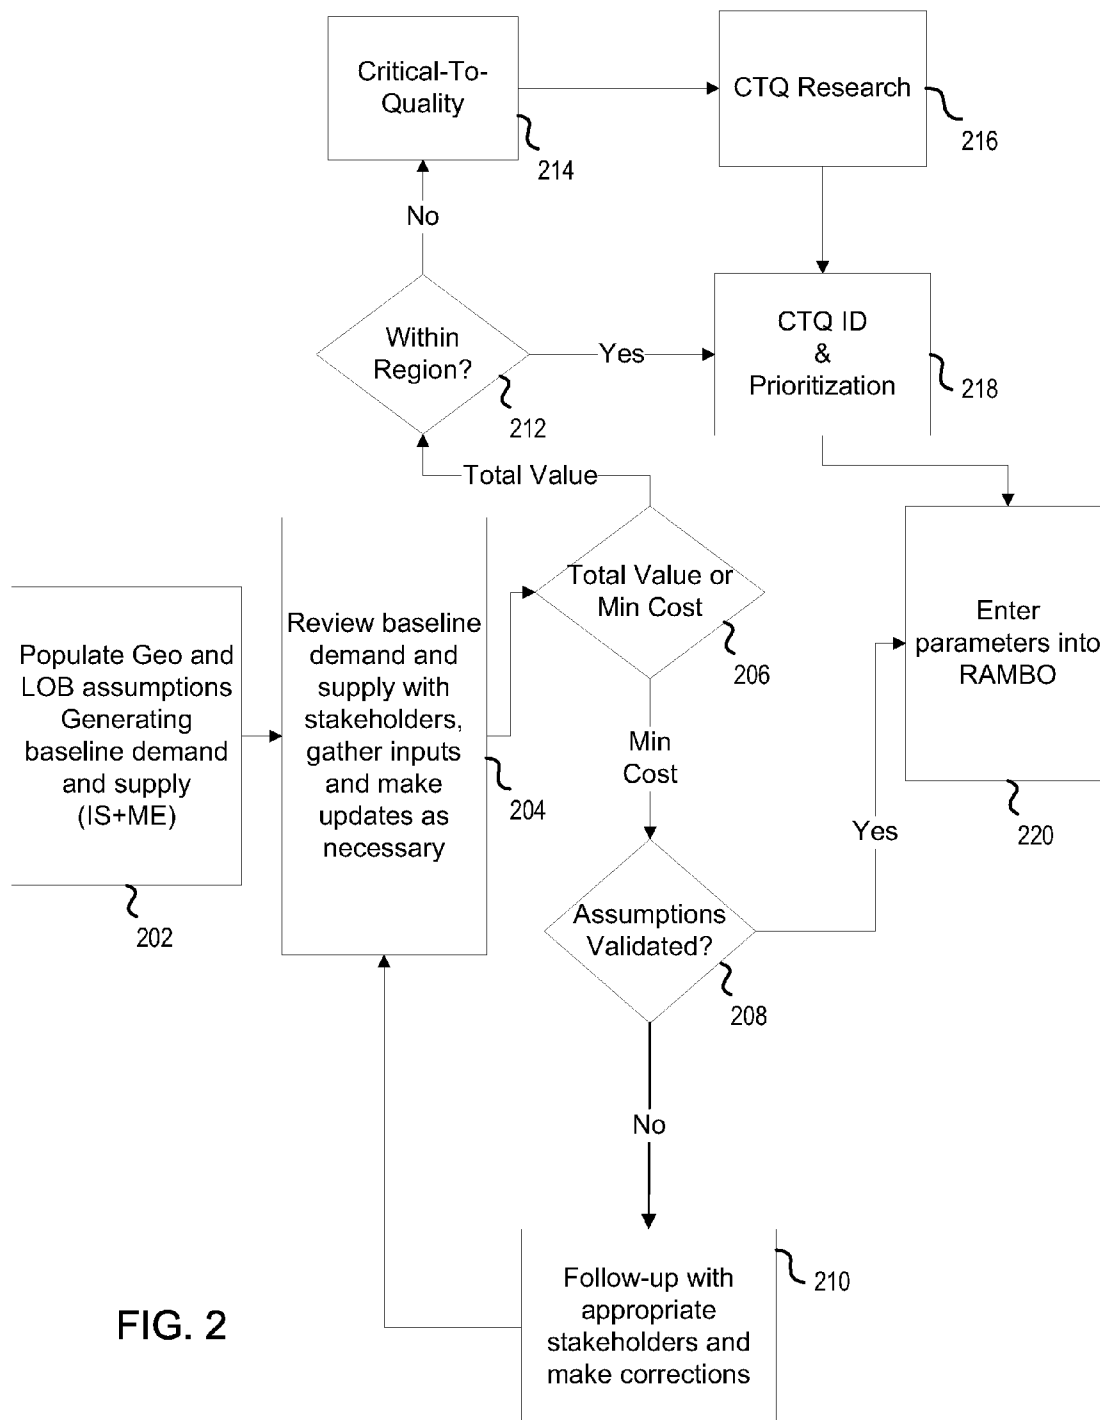 Critical-To-
Quality
214
CTQ Research
216
No
Within
Region?
212
Yes
CTQ ID
&
Prioritization
218
Total Value
Total Value or
Min Cost
206
Populate Geo and
LOB assumptions
Generating
baseline demand
and supply
(IS+ME)
202
Review baseline
demand and
supply with
stakeholders,
gather inputs
and make
updates as
necessary
204
Min
Cost
Enter
parameters into
RAMBO
220
Yes
Assumptions
Validated?
208
No
Follow-up with
appropriate
stakeholders and
make corrections
210
FIG. 2